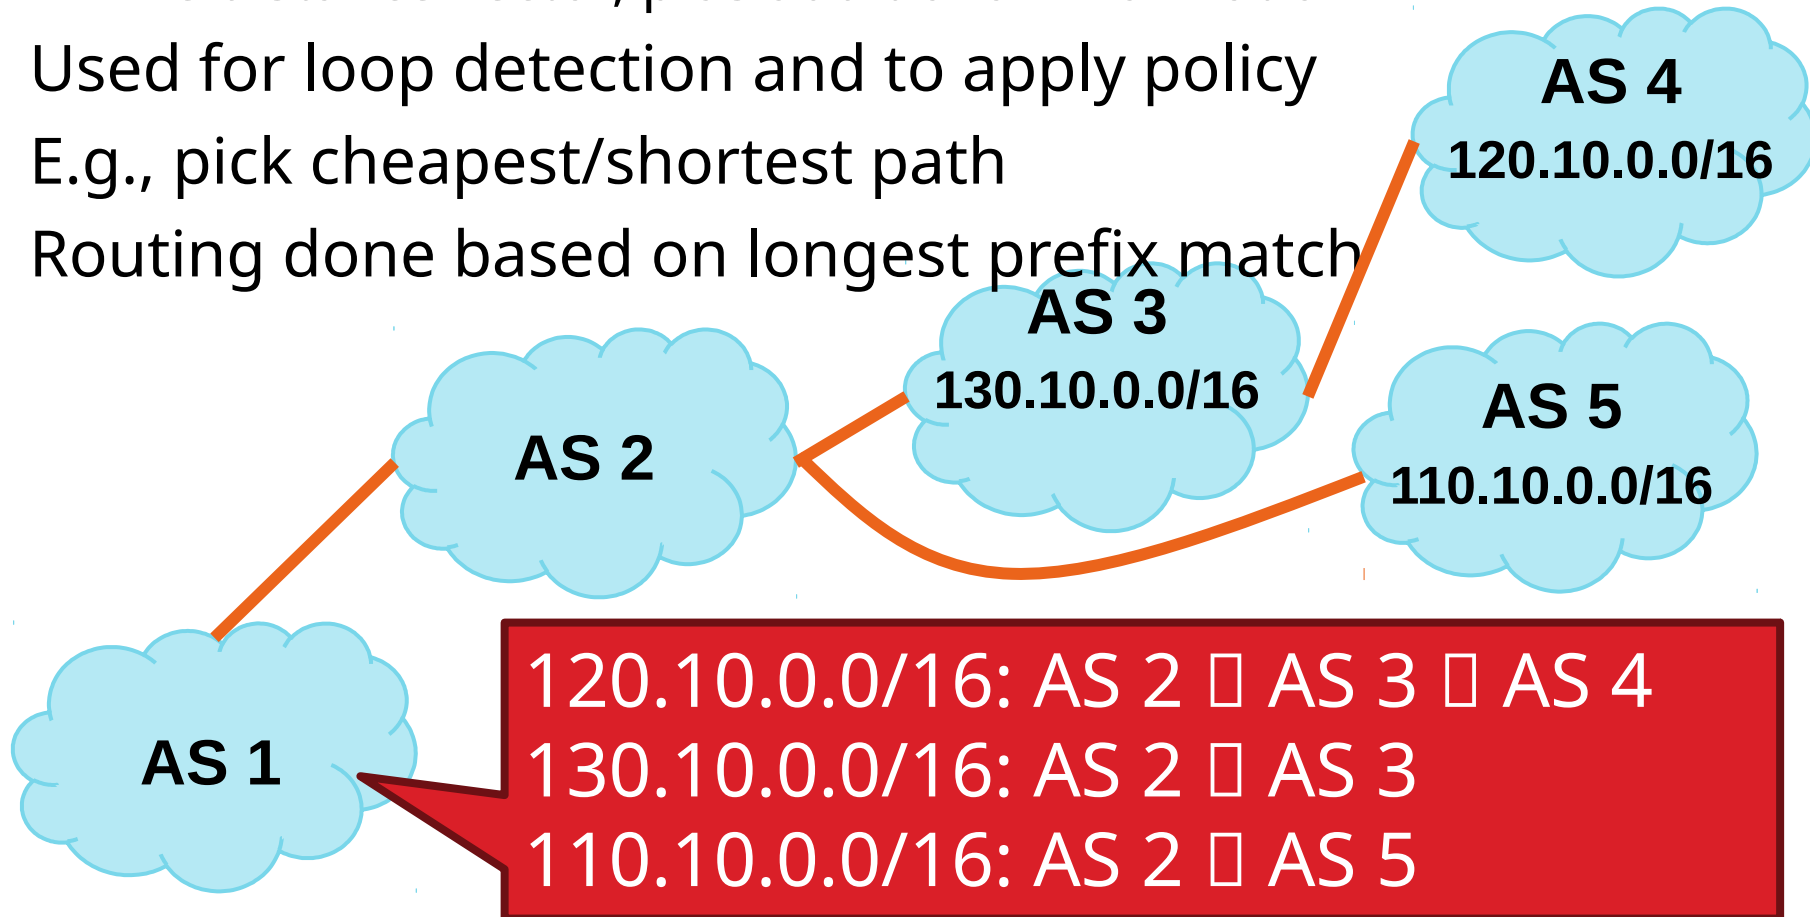 Used for loop detection and to apply policy
E.g., pick cheapest/shortest path
Routing done based on longest prefix match
AS 4
120.10.0.0/16
AS 3
130.10.0.0/16
AS 5
110.10.0.0/16
AS 2
AS 1
120.10.0.0/16: AS 2 ▯ AS 3 ▯ AS 4
130.10.0.0/16: AS 2 ▯ AS 3
110.10.0.0/16: AS 2 ▯ AS 5